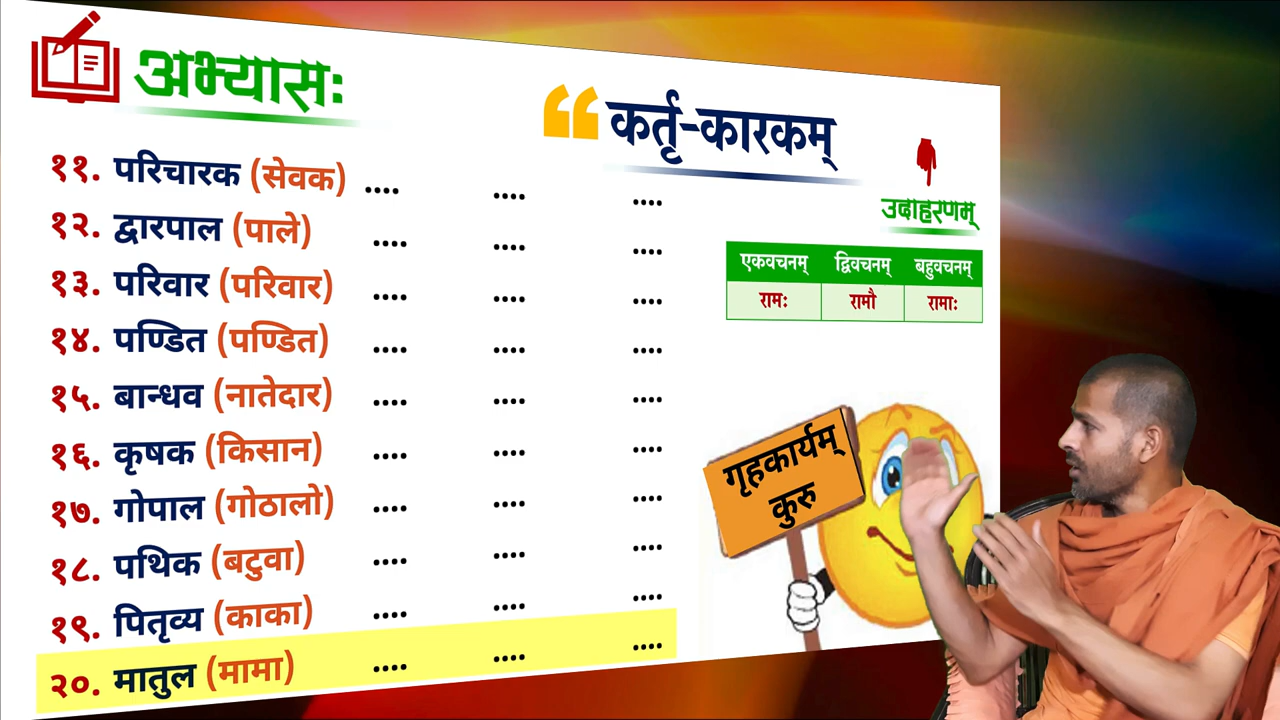 अभ्यासः
“ कर्तृ-कारकम्
११. परिचारक (सेवक) .... .... ....
१२. द्वारपाल (पाले) .... .... ....
१३. परिवार (परिवार) .... .... ....
१४. पण्डित (पण्डित) .... .... ....
१५. बान्धव (नातेदार) .... .... ....
१६. कृषक (किसान) .... .... ....
१७. गोपाल (गोठालो) .... .... ....
१८. पथिक (बटुवा) .... .... ....
१९. पितृव्य (काका) .... .... ....
२०. मातुल (मामा) .... .... ....
उदाहरणम्
एकवचनम् द्विवचनम् बहुवचनम्
रामः रामौ रामाः
गृहकार्यम्
कुरु